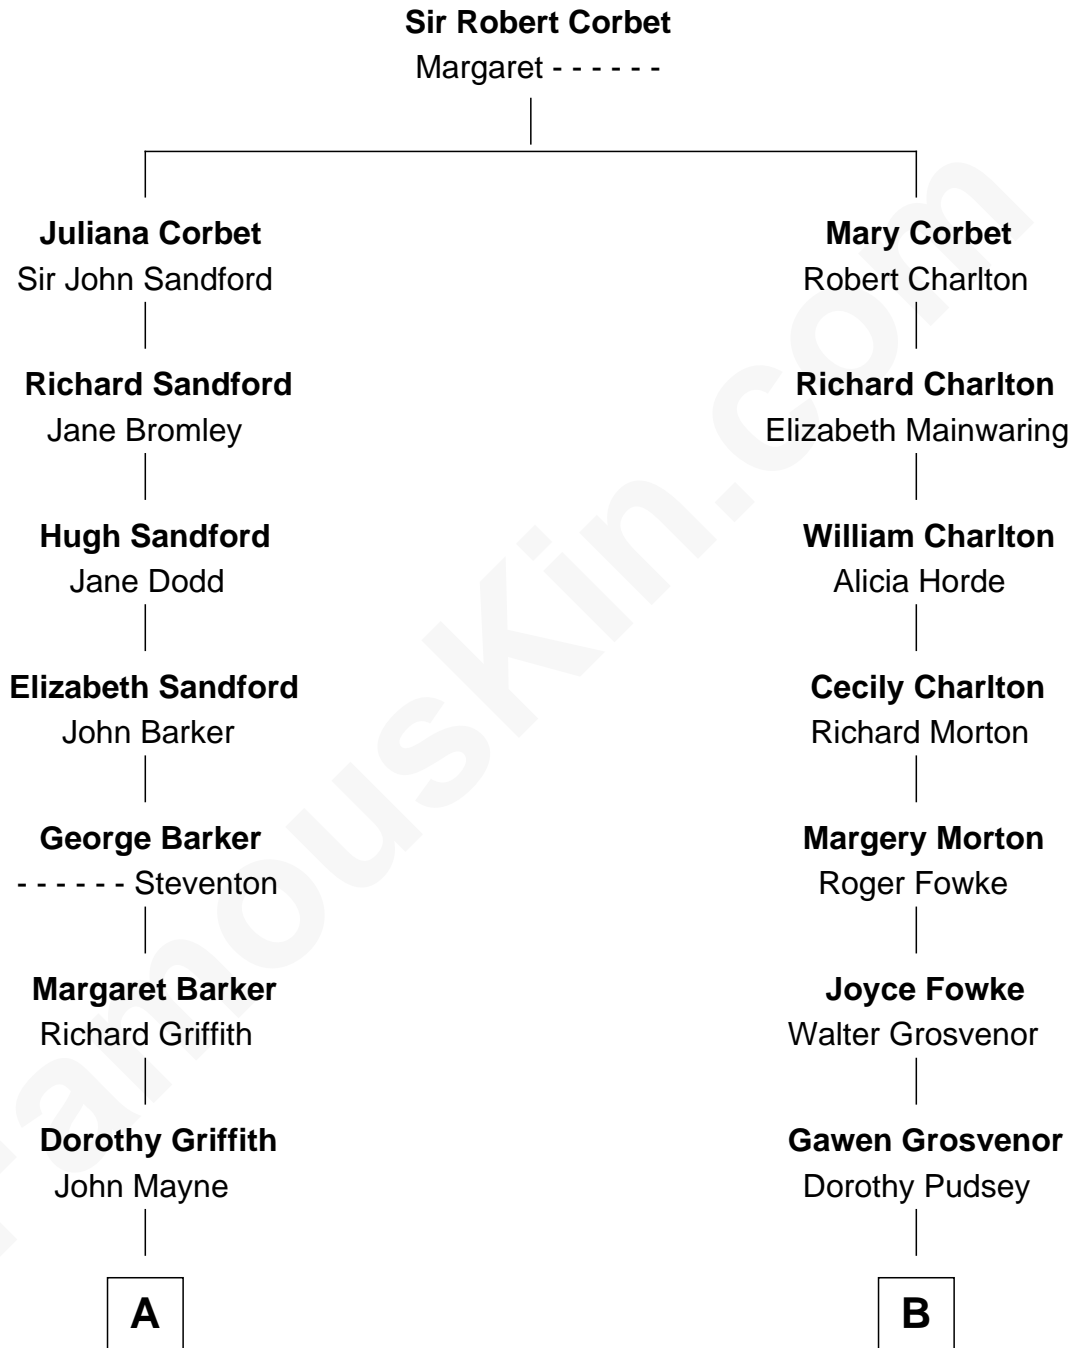 Sir Robert Corbet
Margaret - - - - - -
Juliana Corbet
Sir John Sandford
Mary Corbet
Robert Charlton
Richard Sandford
Jane Bromley
Richard Charlton
Elizabeth Mainwaring
Hugh Sandford
Jane Dodd
William Charlton
Alicia Horde
Elizabeth Sandford
John Barker
Cecily Charlton
Richard Morton
George Barker
- - - - - - Steventon
Margery Morton
Roger Fowke
Margaret Barker
Richard Griffith
Joyce Fowke
Walter Grosvenor
Dorothy Griffith
John Mayne
Gawen Grosvenor
Dorothy Pudsey
A
B
FamousKin.com